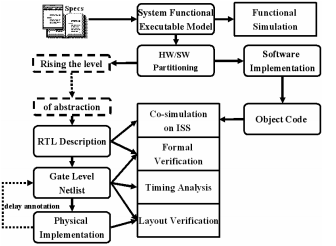 Specs
System Functional
Executable Model
Functional
Simulation
HW/SW
Partitioning
Software
Implementation
Rising the level
of abstraction
Object Code
RTL Description
Gate Level
Netlist
delay annotation
Physical
Implementation
Co-simulation
on ISS
Formal
Verification
Timing Analysis
Layout Verification